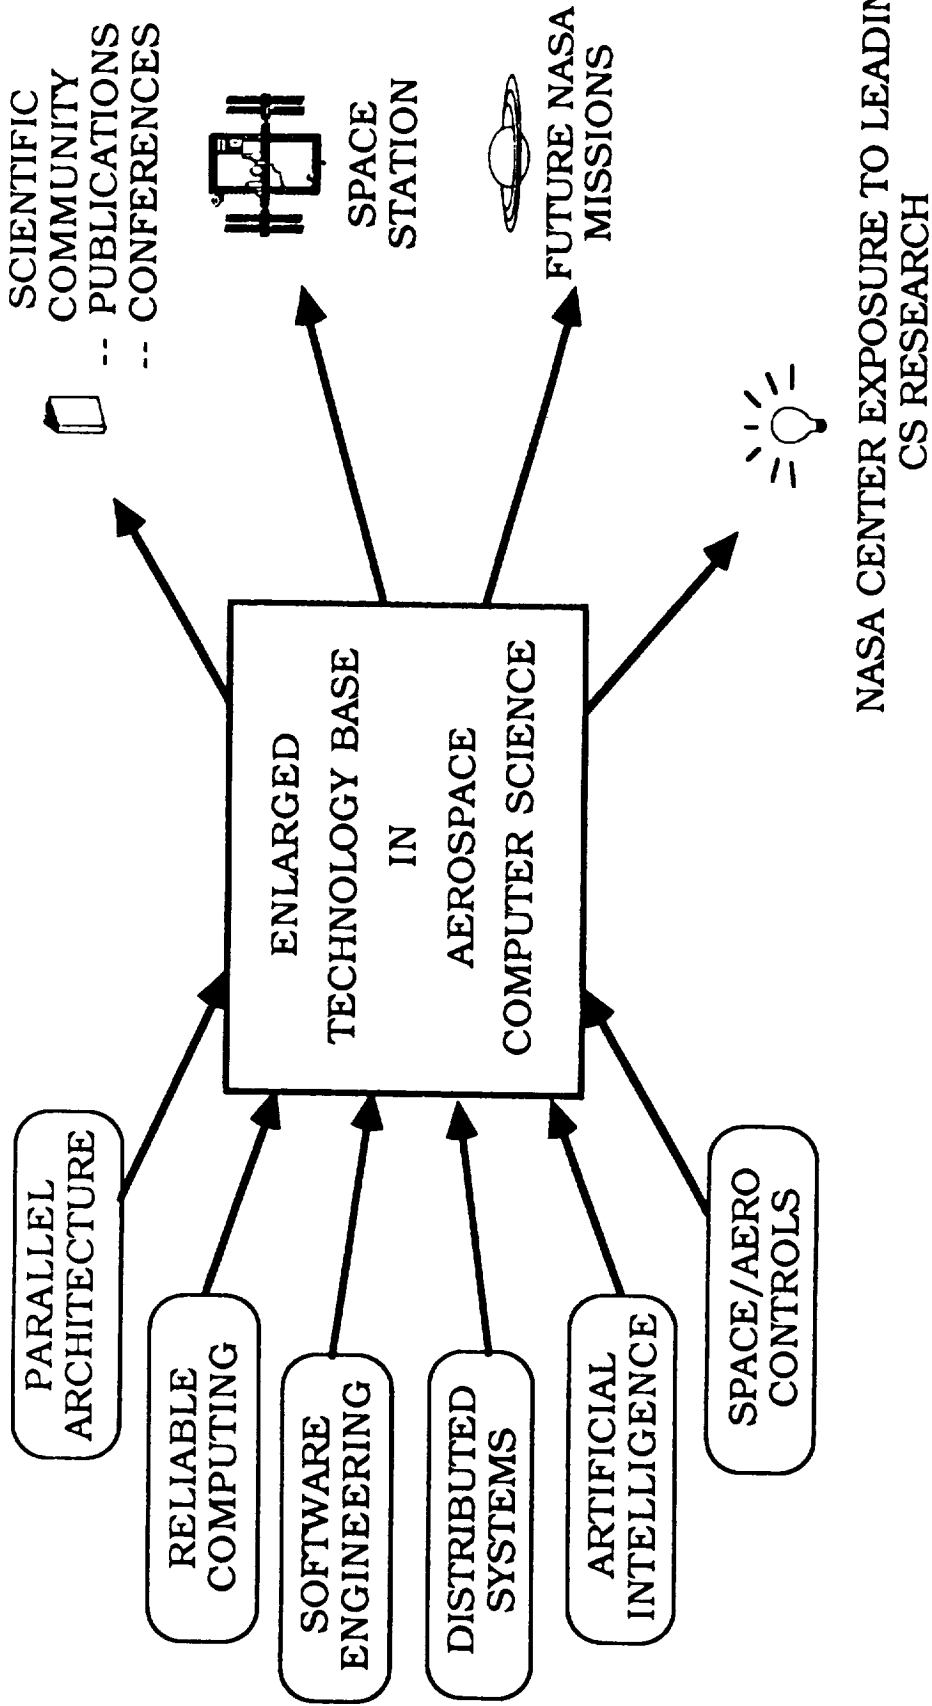 PARALLEL
ARCHITECTURE
RELIABLE
COMPUTING
SOFTWARE
ENGINEERING
DISTRIBUTED
SYSTEMS
ARTIFICIAL
INTELLIGENCE
SPACE/AERO
CONTROLS
ENLARGED
TECHNOLOGY BASE
IN
AEROSPACE
COMPUTER SCIENCE
SCIENTIFIC
COMMUNITY
-- PUBLICATIONS
-- CONFERENCES
SPACE
STATION
FUTURE NASA
MISSIONS
NASA CENTER EXPOSURE TO LEADIN
CS RESEARCH